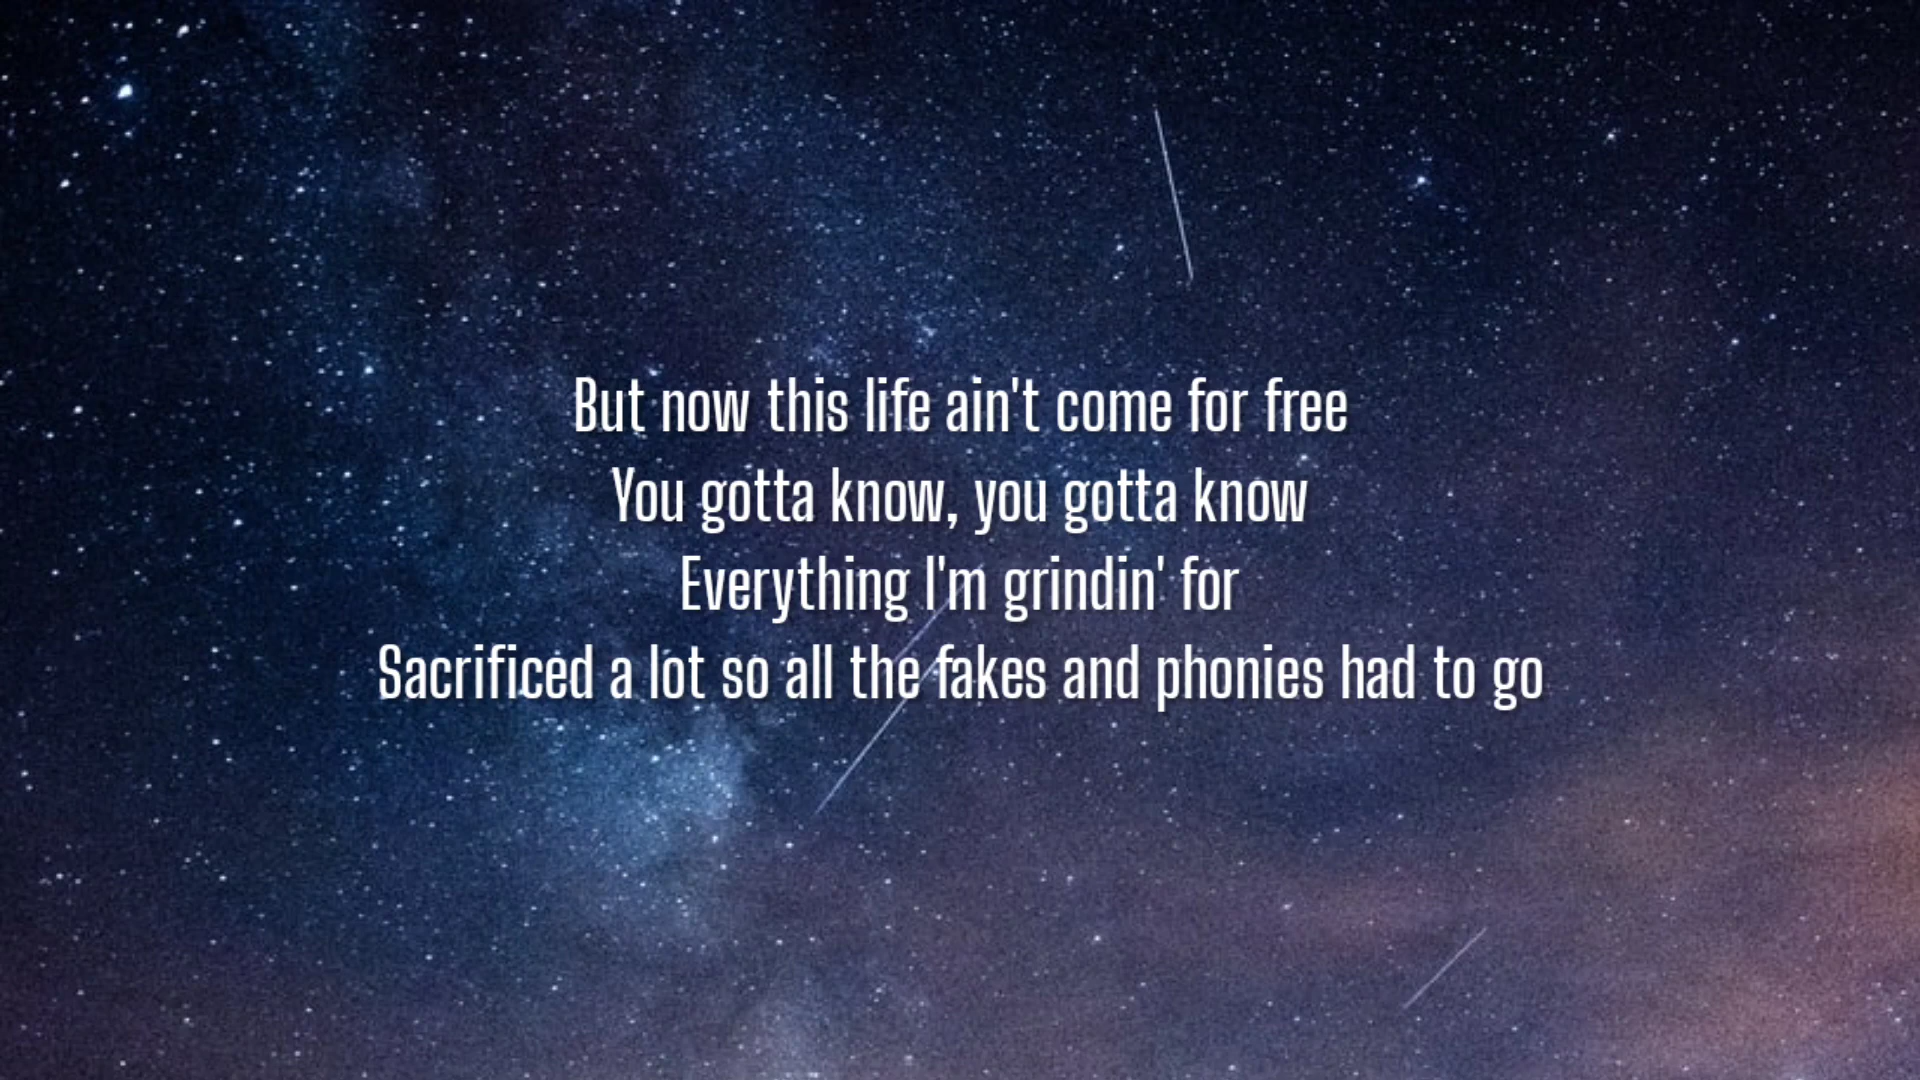 But now this life ain't come for free
You gotta know, you gotta know
Everything I'm grindin' for
Sacrificed a lot so all the fakes and phonies had to go